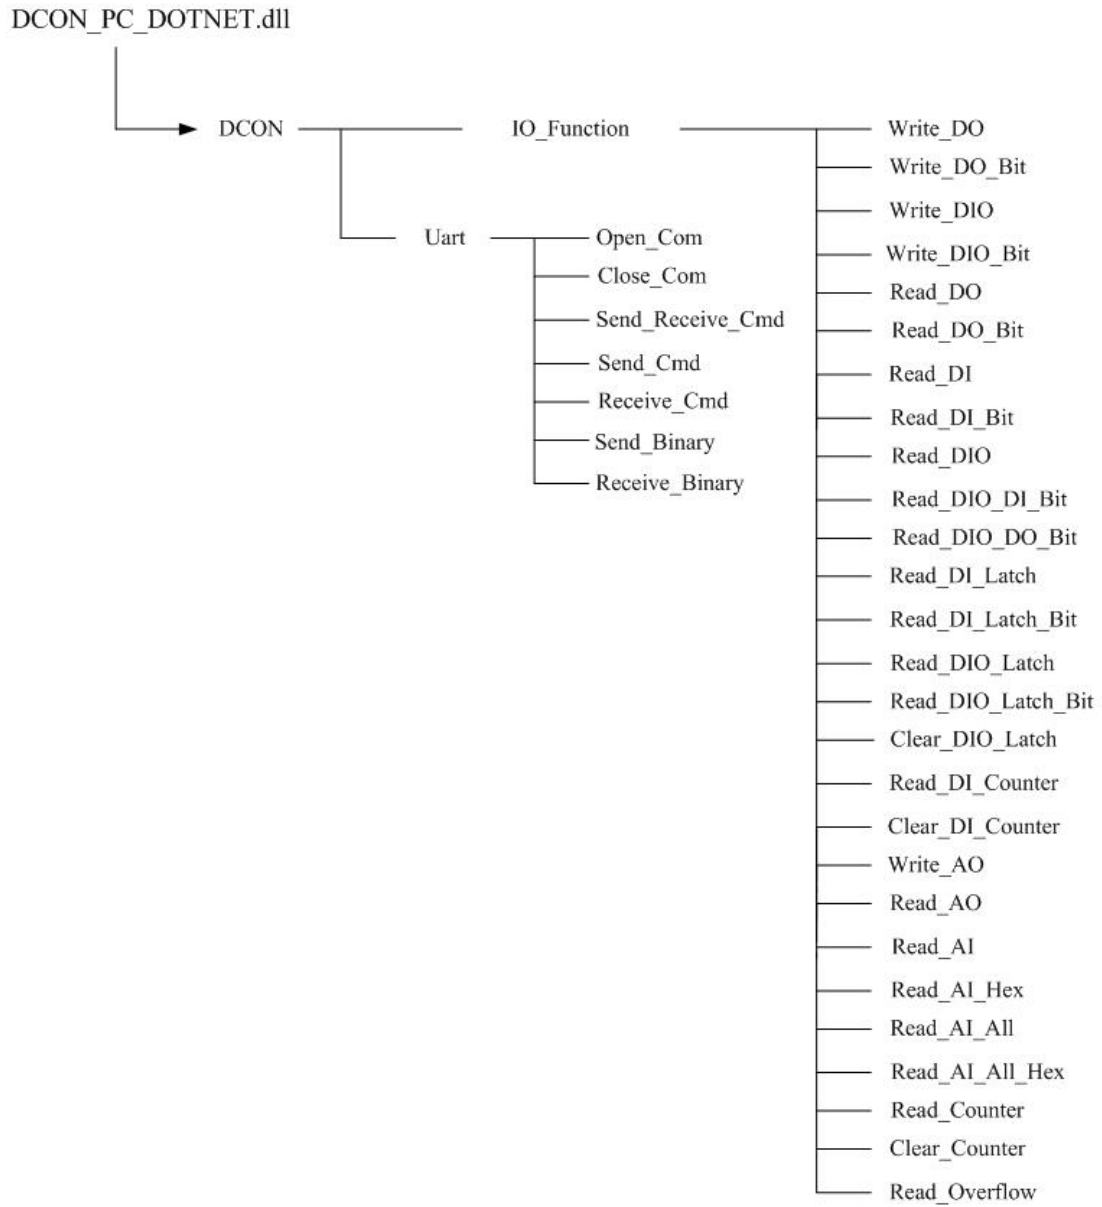 DCON_PC_DOTNET.dll
DCON
IO_Function
Write_DO
Write_DO_Bit
Write_DIO
Write_DIO_Bit
Read_DO
Read_DO_Bit
Read_DI
Read_DI_Bit
Read_DIO
Read_DIO_DI_Bit
Read_DIO_DO_Bit
Read_DI_Latch
Read_DI_Latch_Bit
Read_DIO_Latch
Read_DIO_Latch_Bit
Clear_DIO_Latch
Read_DI_Counter
Clear_DI_Counter
Write_AO
Read_AO
Read_AI
Read_AI_Hex
Read_AI_All
Read_AI_All_Hex
Read_Counter
Clear_Counter
Read_Overflow
Uart
Open_Com
Close_Com
Send_Receive_Cmd
Send_Cmd
Receive_Cmd
Send_Binary
Receive_Binary